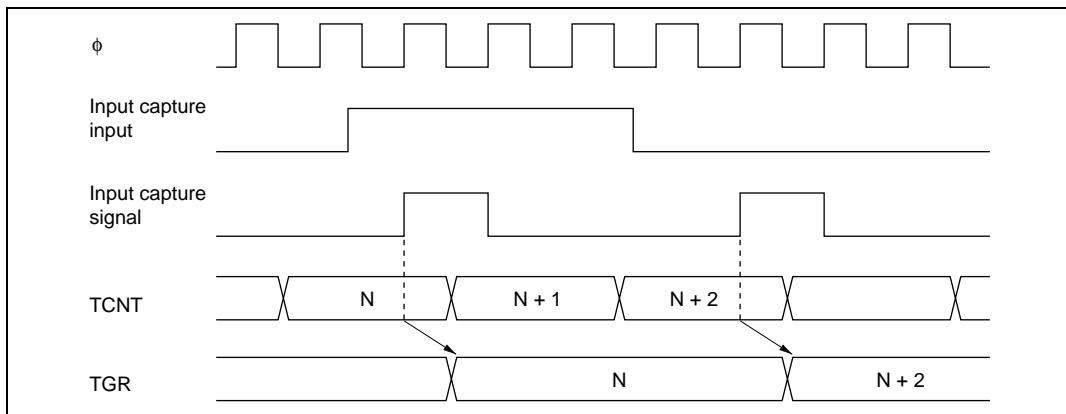 ϕ
Input capture
input
Input capture
signal
TCNT N N + 1 N + 2
TGR N N + 2